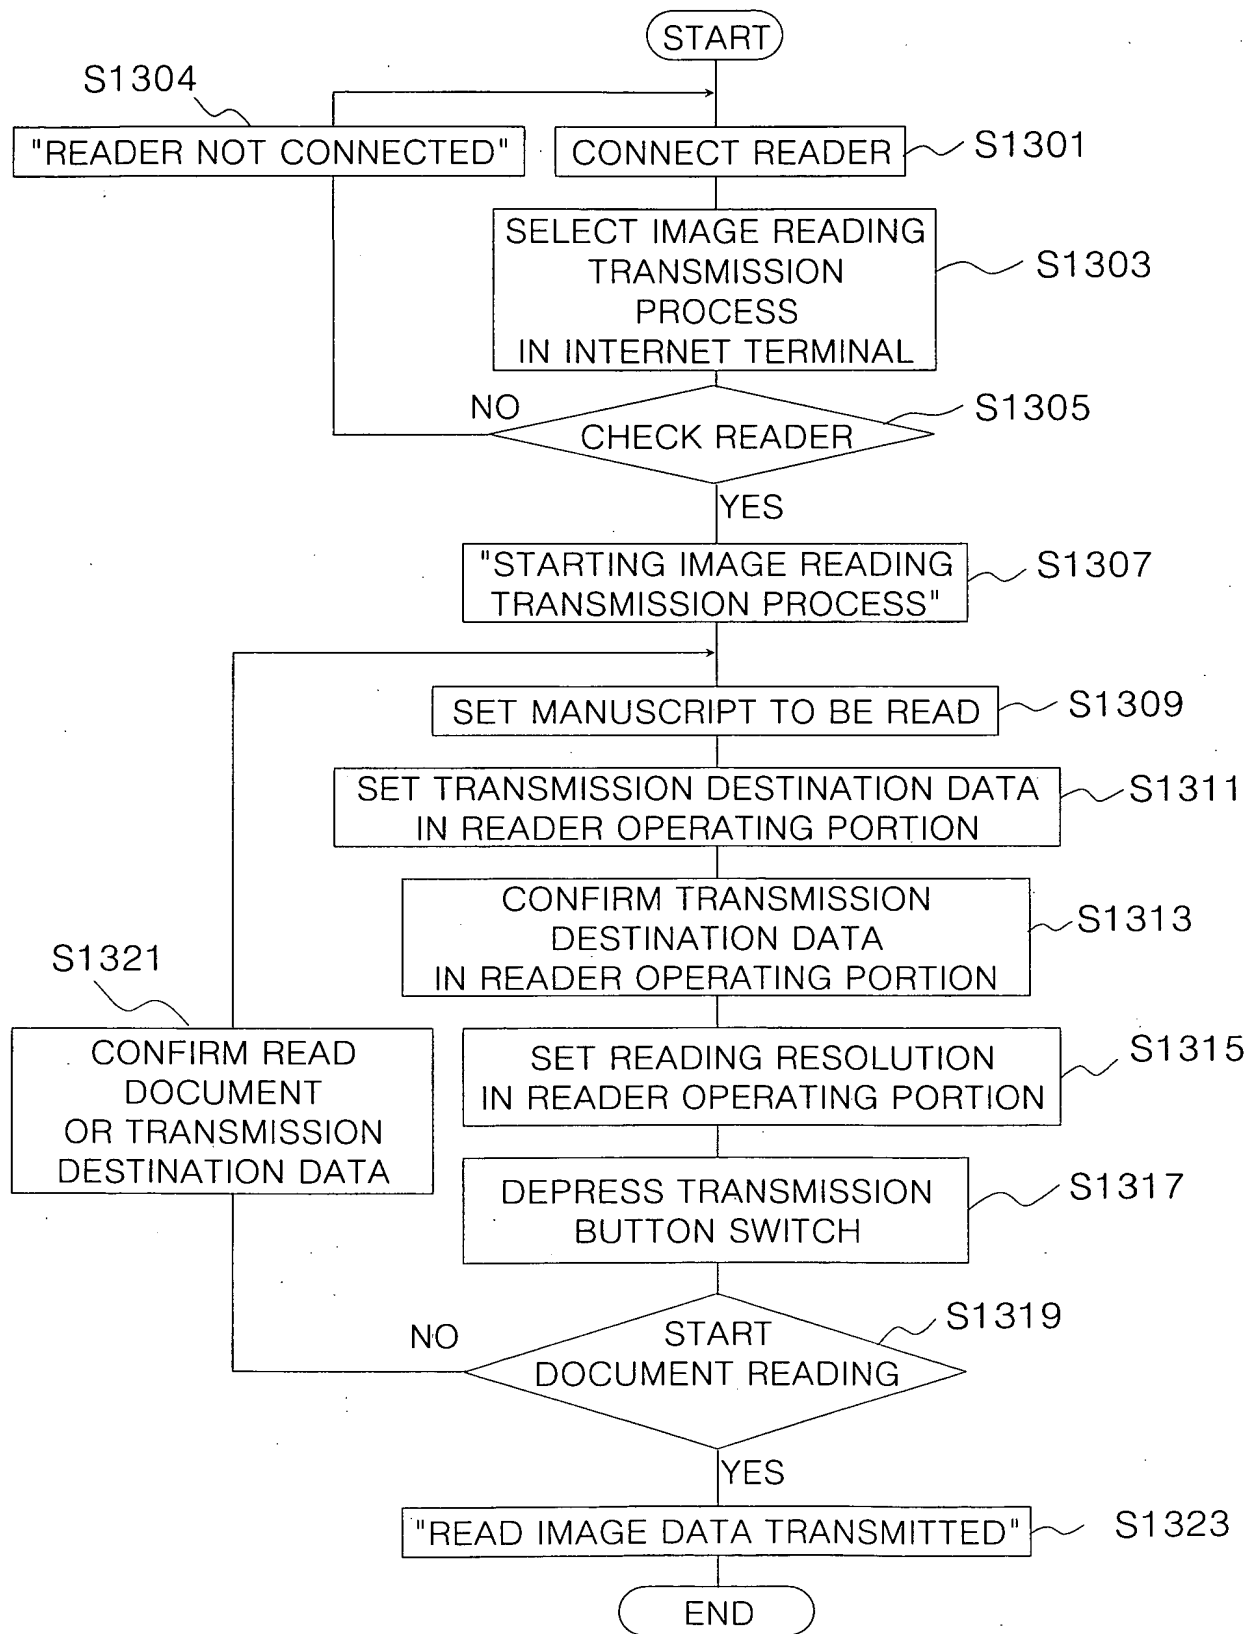 START
S1304
"READER NOT CONNECTED"
CONNECT READER
S1301
SELECT IMAGE READING
TRANSMISSION
PROCESS
IN INTERNET TERMINAL
S1303
NO
CHECK READER
S1305
YES
"STARTING IMAGE READING
TRANSMISSION PROCESS"
S1307
SET MANUSCRIPT TO BE READ
S1309
SET TRANSMISSION DESTINATION DATA
IN READER OPERATING PORTION
S1311
CONFIRM TRANSMISSION
DESTINATION DATA
IN READER OPERATING PORTION
S1313
S1321
CONFIRM READ
DOCUMENT
OR TRANSMISSION
DESTINATION DATA
SET READING RESOLUTION
IN READER OPERATING PORTION
S1315
DEPRESS TRANSMISSION
BUTTON SWITCH
S1317
NO
START
DOCUMENT READING
S1319
YES
"READ IMAGE DATA TRANSMITTED"
S1323
END